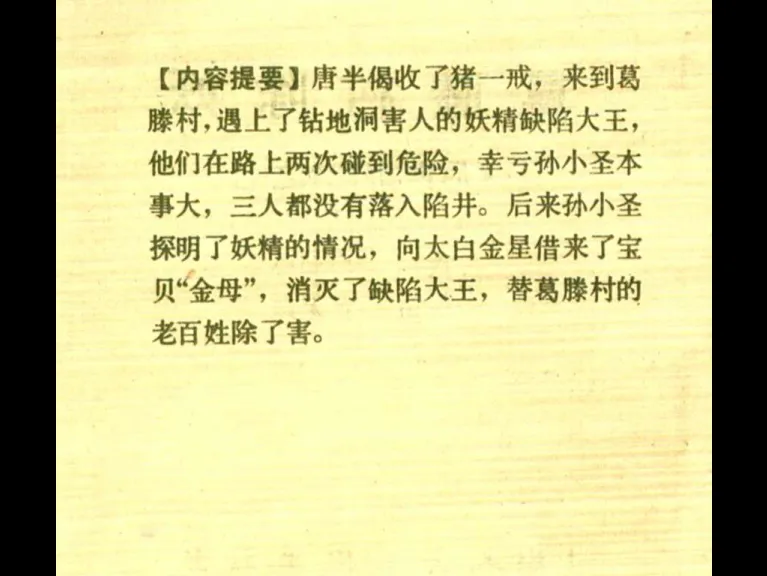 【内容提要】唐半偈收了猪一戒，来到葛
滕村，遇上了钻地洞害人的妖精缺陷大王，
他们在路上两次碰到危险，幸亏孙小圣本
事大，三人都没有落入陷井。后来孙小圣
探明了妖精的情况，向太白金星借来了宝
贝“金母”，消灭了缺陷大王，替葛滕村的
老百姓除了害。